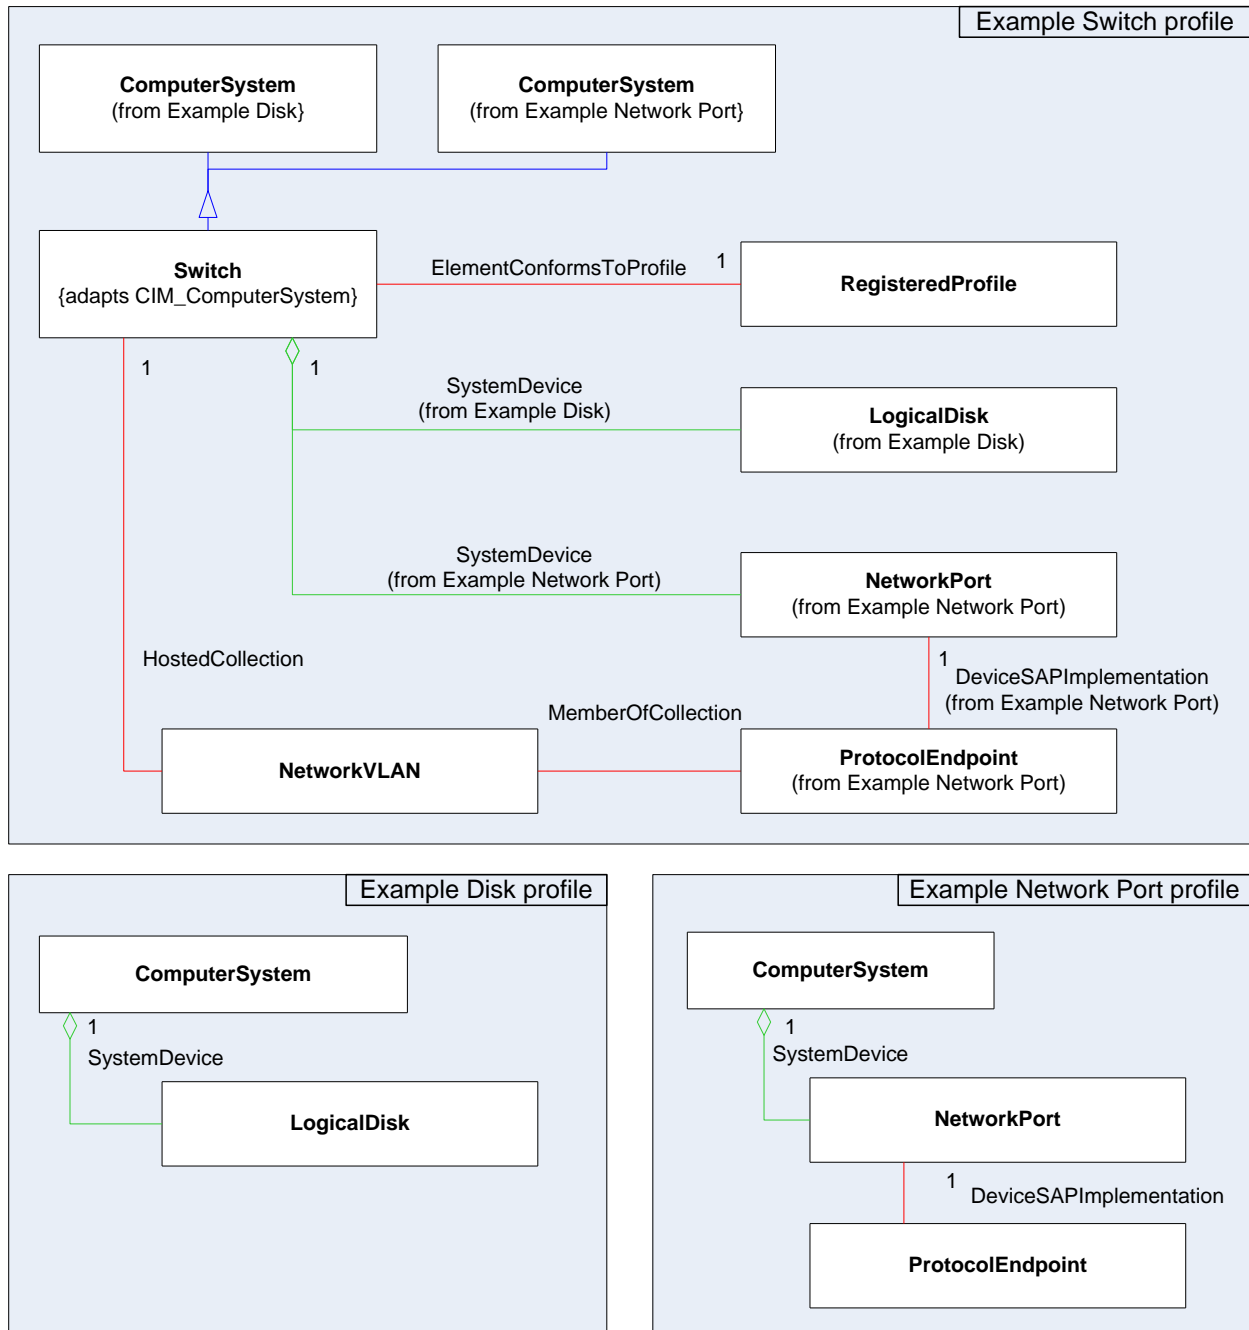 Example Switch profile
ComputerSystem
(from Example Disk}
ComputerSystem
(from Example Network Port}
Switch
{adapts CIM_ComputerSystem}
ElementConformsToProfile
1
RegisteredProfile
1
1
SystemDevice
(from Example Disk)
LogicalDisk
(from Example Disk)
SystemDevice
(from Example Network Port)
NetworkPort
(from Example Network Port)
HostedCollection
1
DeviceSAPImplementation
(from Example Network Port)
MemberOfCollection
NetworkVLAN
ProtocolEndpoint
(from Example Network Port)
Example Disk profile
ComputerSystem
1
SystemDevice
LogicalDisk
Example Network Port profile
ComputerSystem
1
SystemDevice
NetworkPort
1
DeviceSAPImplementation
ProtocolEndpoint